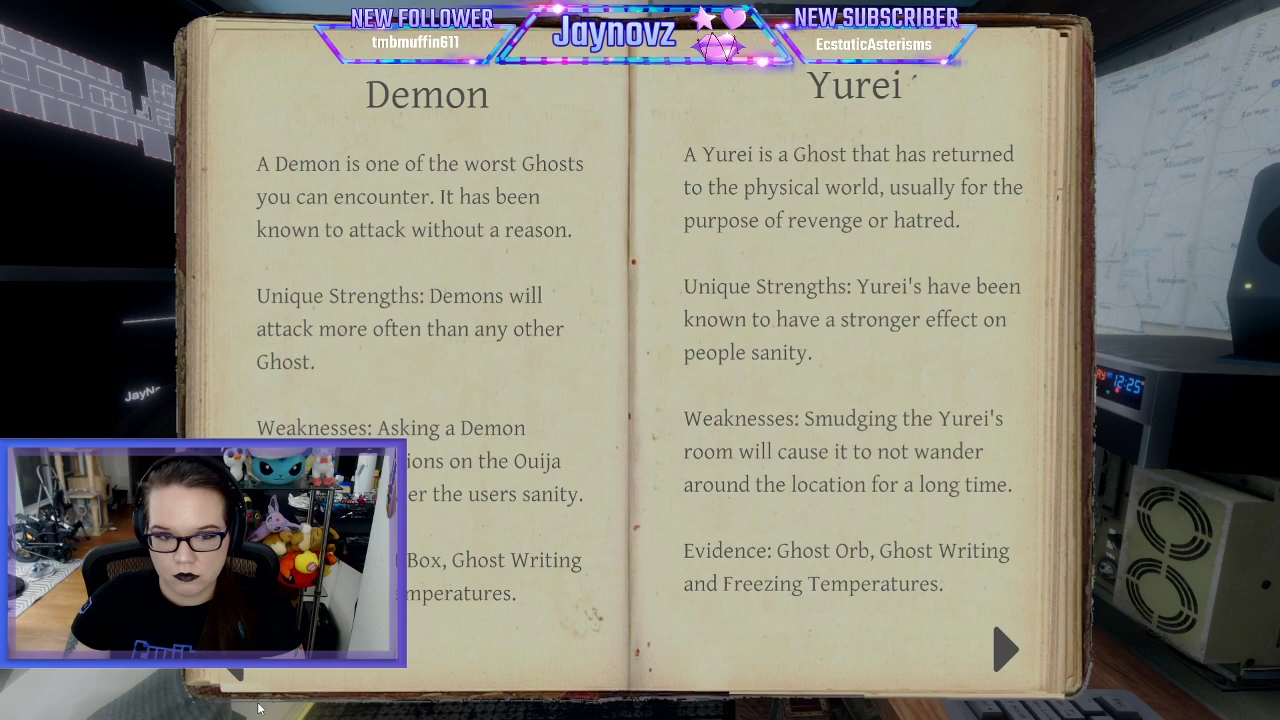 NEW FOLLOWER
tmbmuffin611
Jaynovz
NEW SUBSCRIBER
EcstaticAsterisms
Demon
A Demon is one of the worst Ghosts
you can encounter. It has been
known to attack without a reason.
Unique Strengths: Demons will
attack more often than any other
Ghost.
Weaknesses: Asking a Demon
ions on the Ouija
er the users sanity.
Box, Ghost Writing
mperatures.
Yurei
A Yurei is a Ghost that has returned
to the physical world, usually for the
purpose of revenge or hatred.
Unique Strengths: Yurei's have been
known to have a stronger effect on
people sanity.
Weaknesses: Smudging the Yurei's
room will cause it to not wander
around the location for a long time.
Evidence: Ghost Orb, Ghost Writing
and Freezing Temperatures.
JayN
12:25